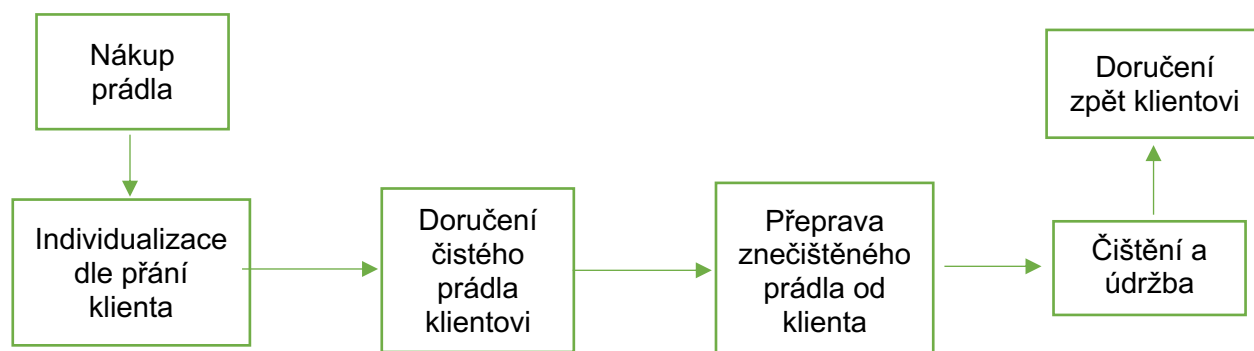 Nákup
prádla
Individualizace
dle přání
klienta
Doručení
čistého
prádla
klientovi
Přeprava
znečištěného
prádla od
klienta
Čištění a
údržba
Doručení
zpět klientovi